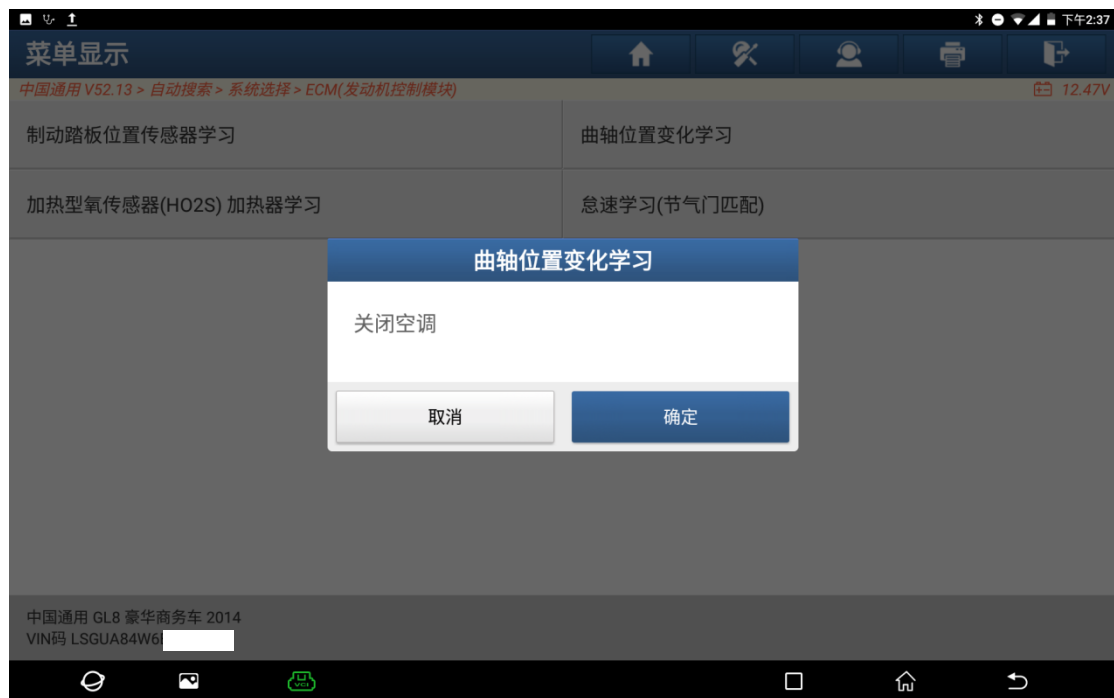 下午2:37
菜单显示
中国通用 V52.13 > 自动搜索 > 系统选择 > ECM(发动机控制模块)
12.47V
制动踏板位置传感器学习
曲轴位置变化学习
加热型氧传感器(HO2S) 加热器学习
怠速学习(节气门匹配)
曲轴位置变化学习
关闭空调
取消
确定
中国通用 GL8 豪华商务车 2014
VIN码 LSGUA84W6
VCI